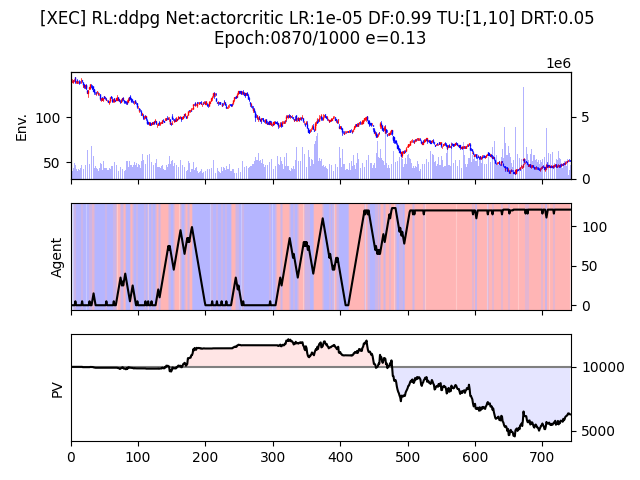 [XEC] RL:ddpg Net:actorcritic LR:1e-05 DF:0.99 TU:[1,10] DRT:0.05
Epoch:0870/1000 e=0.13
1e6
Env.
100
50
5
0
Agent
100
50
0
PV
10000
5000
0 100 200 300 400 500 600 700